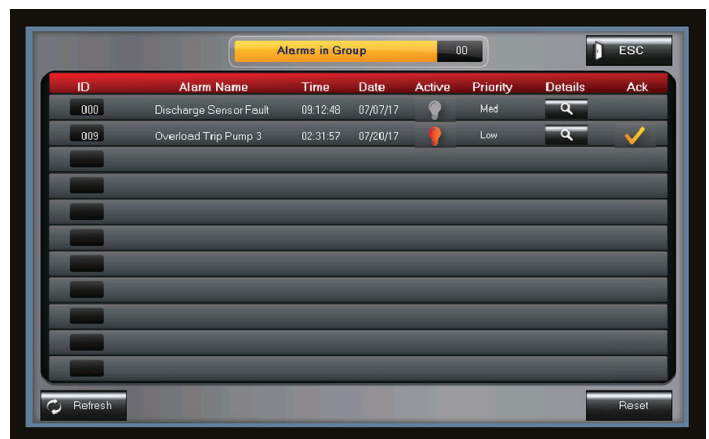 Alarms in Group 00
ESC
ID Alarm Name Time Date Active Priority Details Ack
000 Discharge Sensor Fault 09:12:48 07/07/17 Med
009 Overload Trip Pump 3 02:31:57 07/20/17 Low
Refresh
Reset